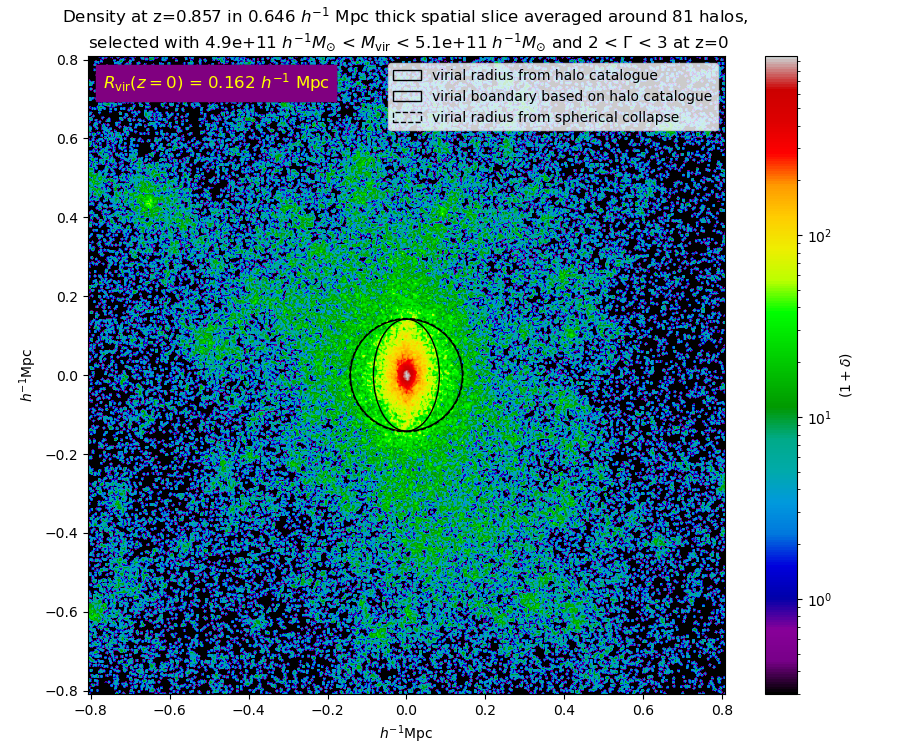 Density at z=0.857 in 0.646 h⁻¹ Mpc thick spatial slice averaged around 81 halos,
selected with 4.9e+11 h⁻¹M⊙ < Mvir < 5.1e+11 h⁻¹M⊙ and 2 < Γ < 3 at z=0
Rvir(z = 0) = 0.162 h⁻¹ Mpc
virial radius from halo catalogue
virial boundary based on halo catalogue
virial radius from spherical collapse
0.8
0.6
0.4
0.2
0.0
−0.2
−0.4
−0.6
−0.8
h⁻¹Mpc
−0.8 −0.6 −0.4 −0.2 0.0 0.2 0.4 0.6 0.8
h⁻¹Mpc
10²
10¹
10⁰
(1 + δ)